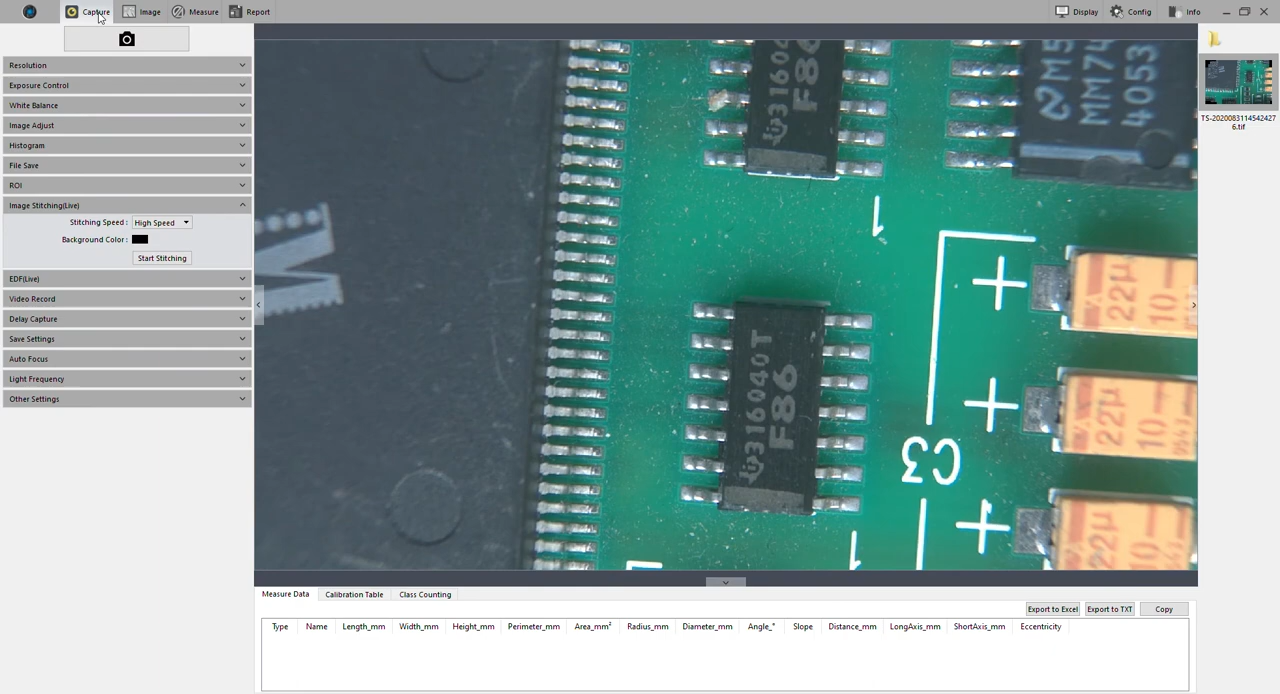 Capture
Image
Measure
Report
Display
Config
Info
Resolution
Exposure Control
White Balance
Image Adjust
Histogram
File Save
ROI
Image Stitching(Live)
Stitching Speed : High Speed
Background Color :
Start Stitching
EDF(Live)
Video Record
Delay Capture
Save Settings
Auto Focus
Light Frequency
Other Settings
TS-2020083114542427
6.tif
316040T
F86
31604
F86
2M5
MM74
4053
1
1
C3
+
+
+
22µ
10
22µ
10
22µ
10
Measure Data
Calibration Table
Class Counting
Export to Excel
Export to TXT
Copy
Type Name Length_mm Width_mm Height_mm Perimeter_mm Area_mm² Radius_mm Diameter_mm Angle_° Slope Distance_mm LongAxis_mm ShortAxis_mm Eccentricity